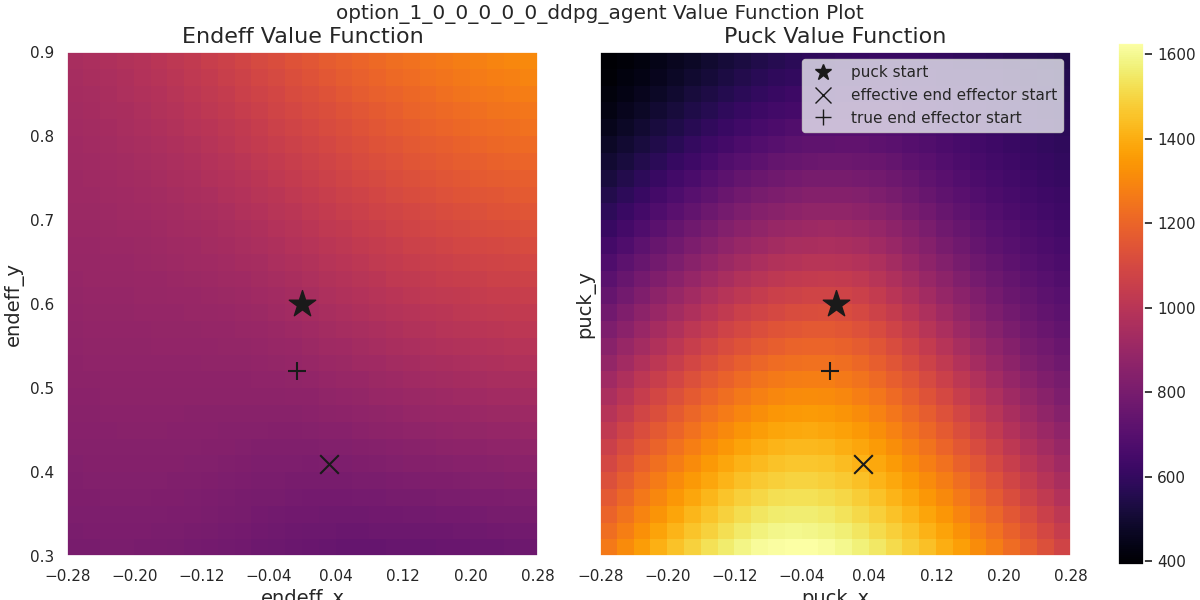 option_1_0_0_0_0_0_ddpg_agent Value Function Plot
Endeff Value Function
0.9
0.8
0.7
0.6
0.5
0.4
0.3
endeff_y
−0.28 −0.20 −0.12 −0.04 0.04 0.12 0.20 0.28
endeff_x
Puck Value Function
puck start
effective end effector start
true end effector start
puck_y
−0.28 −0.20 −0.12 −0.04 0.04 0.12 0.20 0.28
puck_x
1600
1400
1200
1000
800
600
400